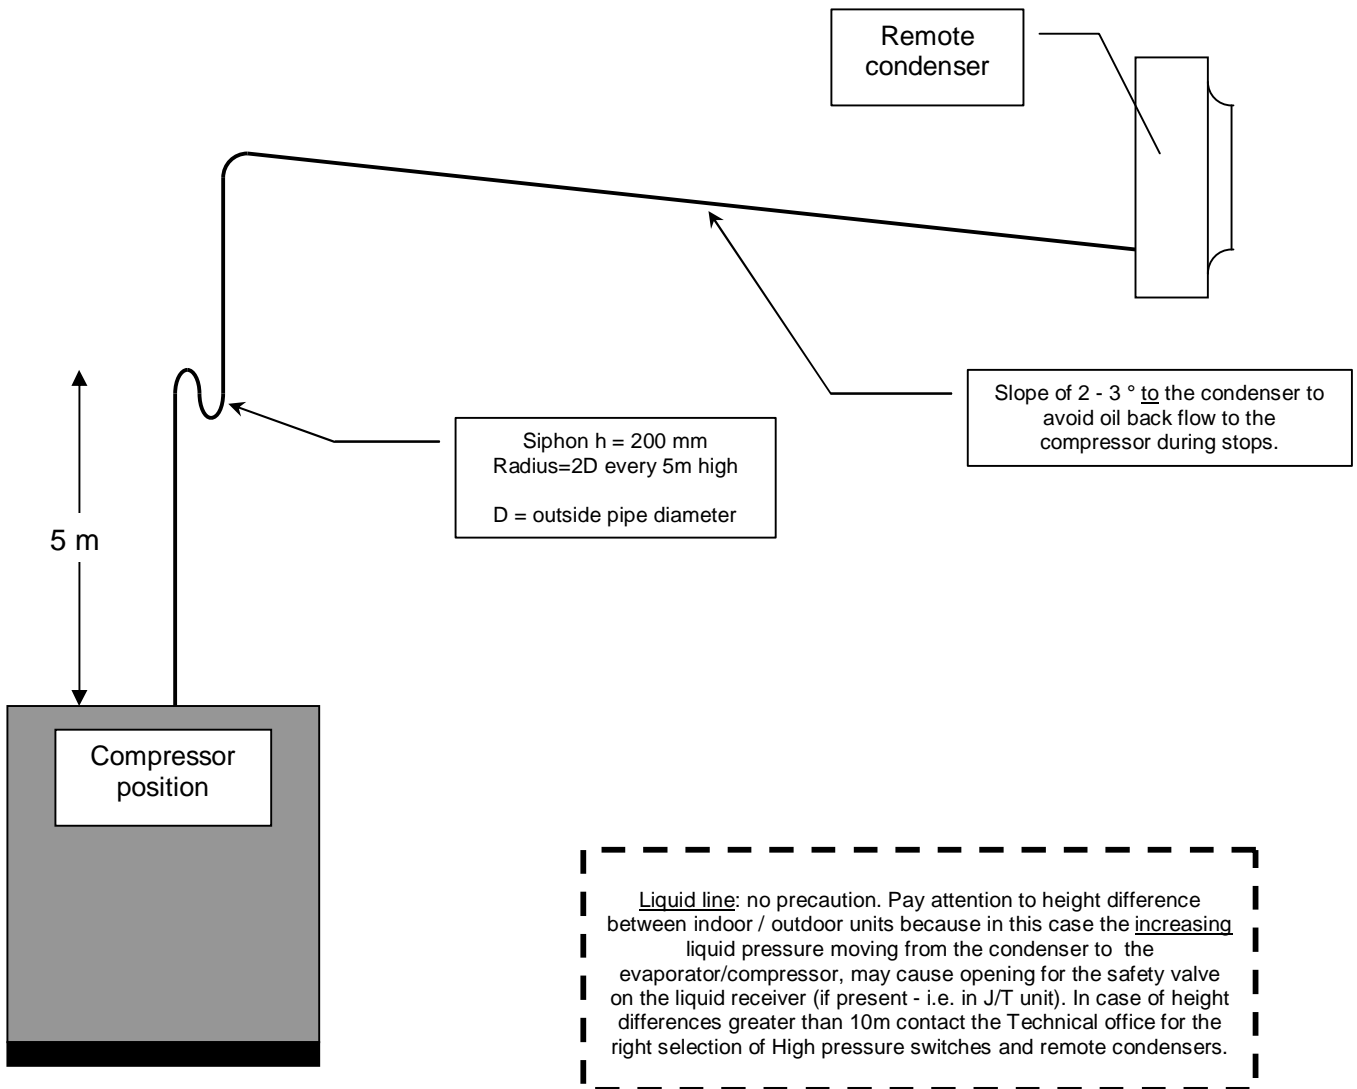 Remote
condenser
Slope of 2 - 3 ° to the condenser to
avoid oil back flow to the
compressor during stops.
Siphon h = 200 mm
Radius=2D every 5m high
D = outside pipe diameter
5 m
Compressor
position
Liquid line: no precaution. Pay attention to height difference
between indoor / outdoor units because in this case the increasing
liquid pressure moving from the condenser to the
evaporator/compressor, may cause opening for the safety valve
on the liquid receiver (if present - i.e. in J/T unit). In case of height
differences greater than 10m contact the Technical office for the
right selection of High pressure switches and remote condensers.